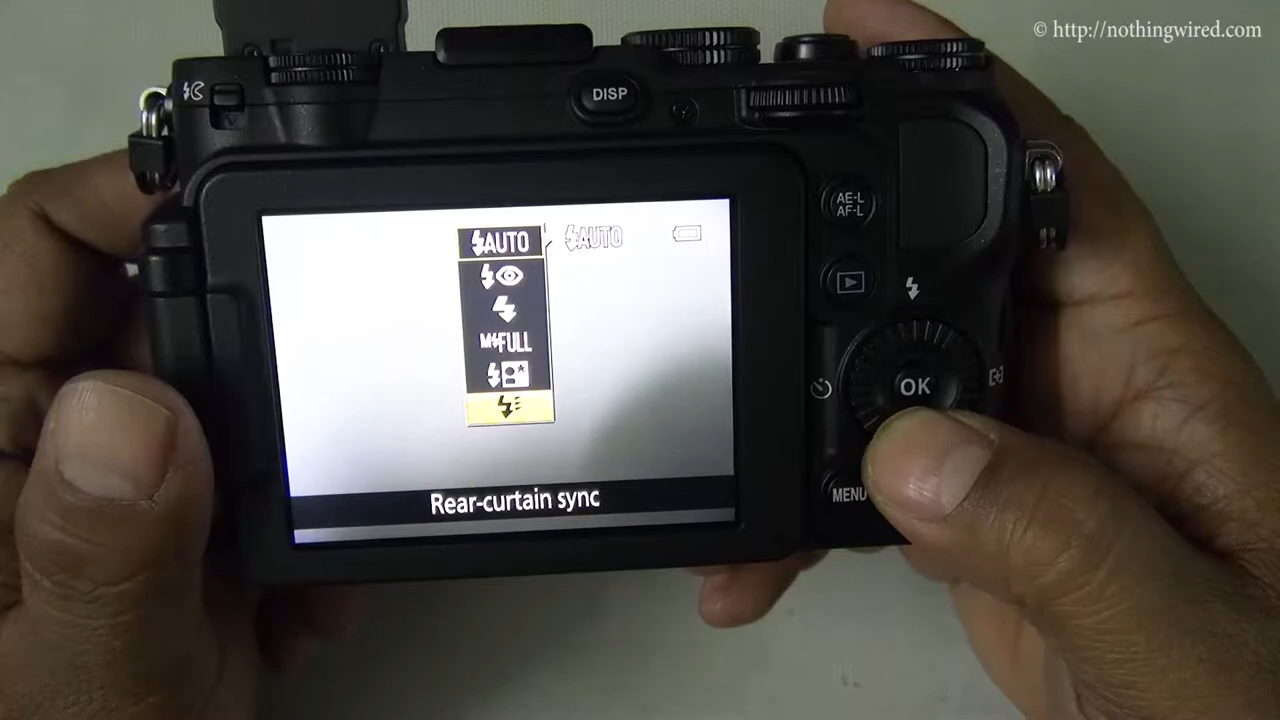 © http://nothingwired.com
DISP
AE-L
AF-L
AUTO
AUTO
M FULL
OK
MENU
Rear-curtain sync